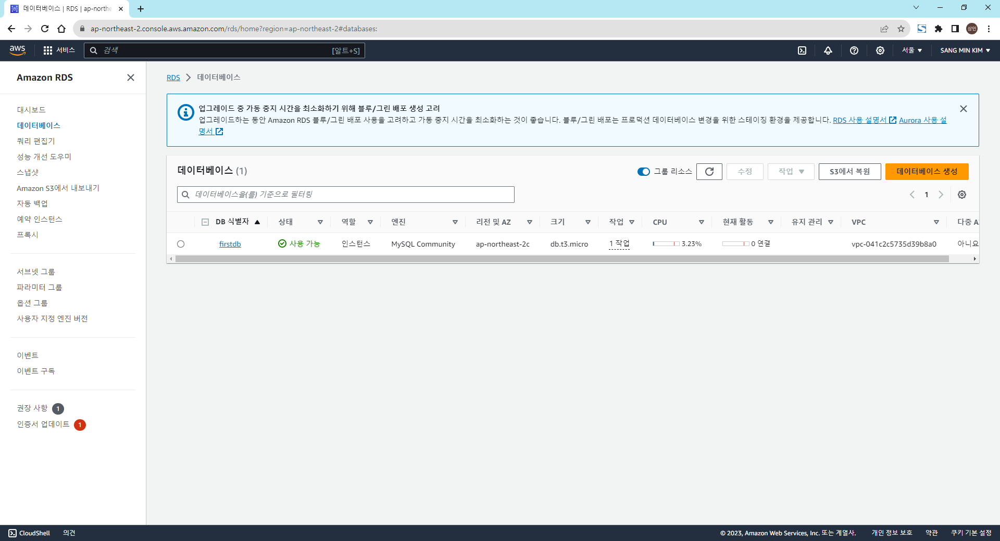 데이터베이스 | RDS | ap-northe
ap-northeast-2.console.aws.amazon.com/rds/home?region=ap-northeast-2#databases:
상민
aws
서비스
검색
[알트+S]
서울
SANG MIN KIM
Amazon RDS
대시보드
데이터베이스
쿼리 편집기
성능 개선 도우미
스냅샷
Amazon S3에서 내보내기
자동 백업
예약 인스턴스
프록시
서브넷 그룹
파라미터 그룹
옵션 그룹
사용자 지정 엔진 버전
이벤트
이벤트 구독
권장 사항 1
인증서 업데이트 1
RDS > 데이터베이스
업그레이드 중 가동 중지 시간을 최소화하기 위해 블루/그린 배포 생성 고려
업그레이드하는 동안 Amazon RDS 블루/그린 배포 사용을 고려하고 가동 중지 시간을 최소화하는 것이 좋습니다. 블루/그린 배포는 프로덕션 데이터베이스 변경을 위한 스테이징 환경을 제공합니다. RDS 사용 설명서 Aurora 사용 설
명서
데이터베이스 (1)
그룹 리소스
수정
작업
S3에서 복원
데이터베이스 생성
데이터베이스을(를) 기준으로 필터링
1
DB 식별자 상태 역할 엔진 리전 및 AZ 크기 작업 CPU 현재 활동 유지 관리 VPC 다중 A
firstdb 사용 가능 인스턴스 MySQL Community ap-northeast-2c db.t3.micro 1 작업 3.23% 0 연결 vpc-041c2c5735d39b8a0 아니요
CloudShell
의견
© 2023, Amazon Web Services, Inc. 또는 계열사.
개인 정보 보호
약관
쿠키 기본 설정